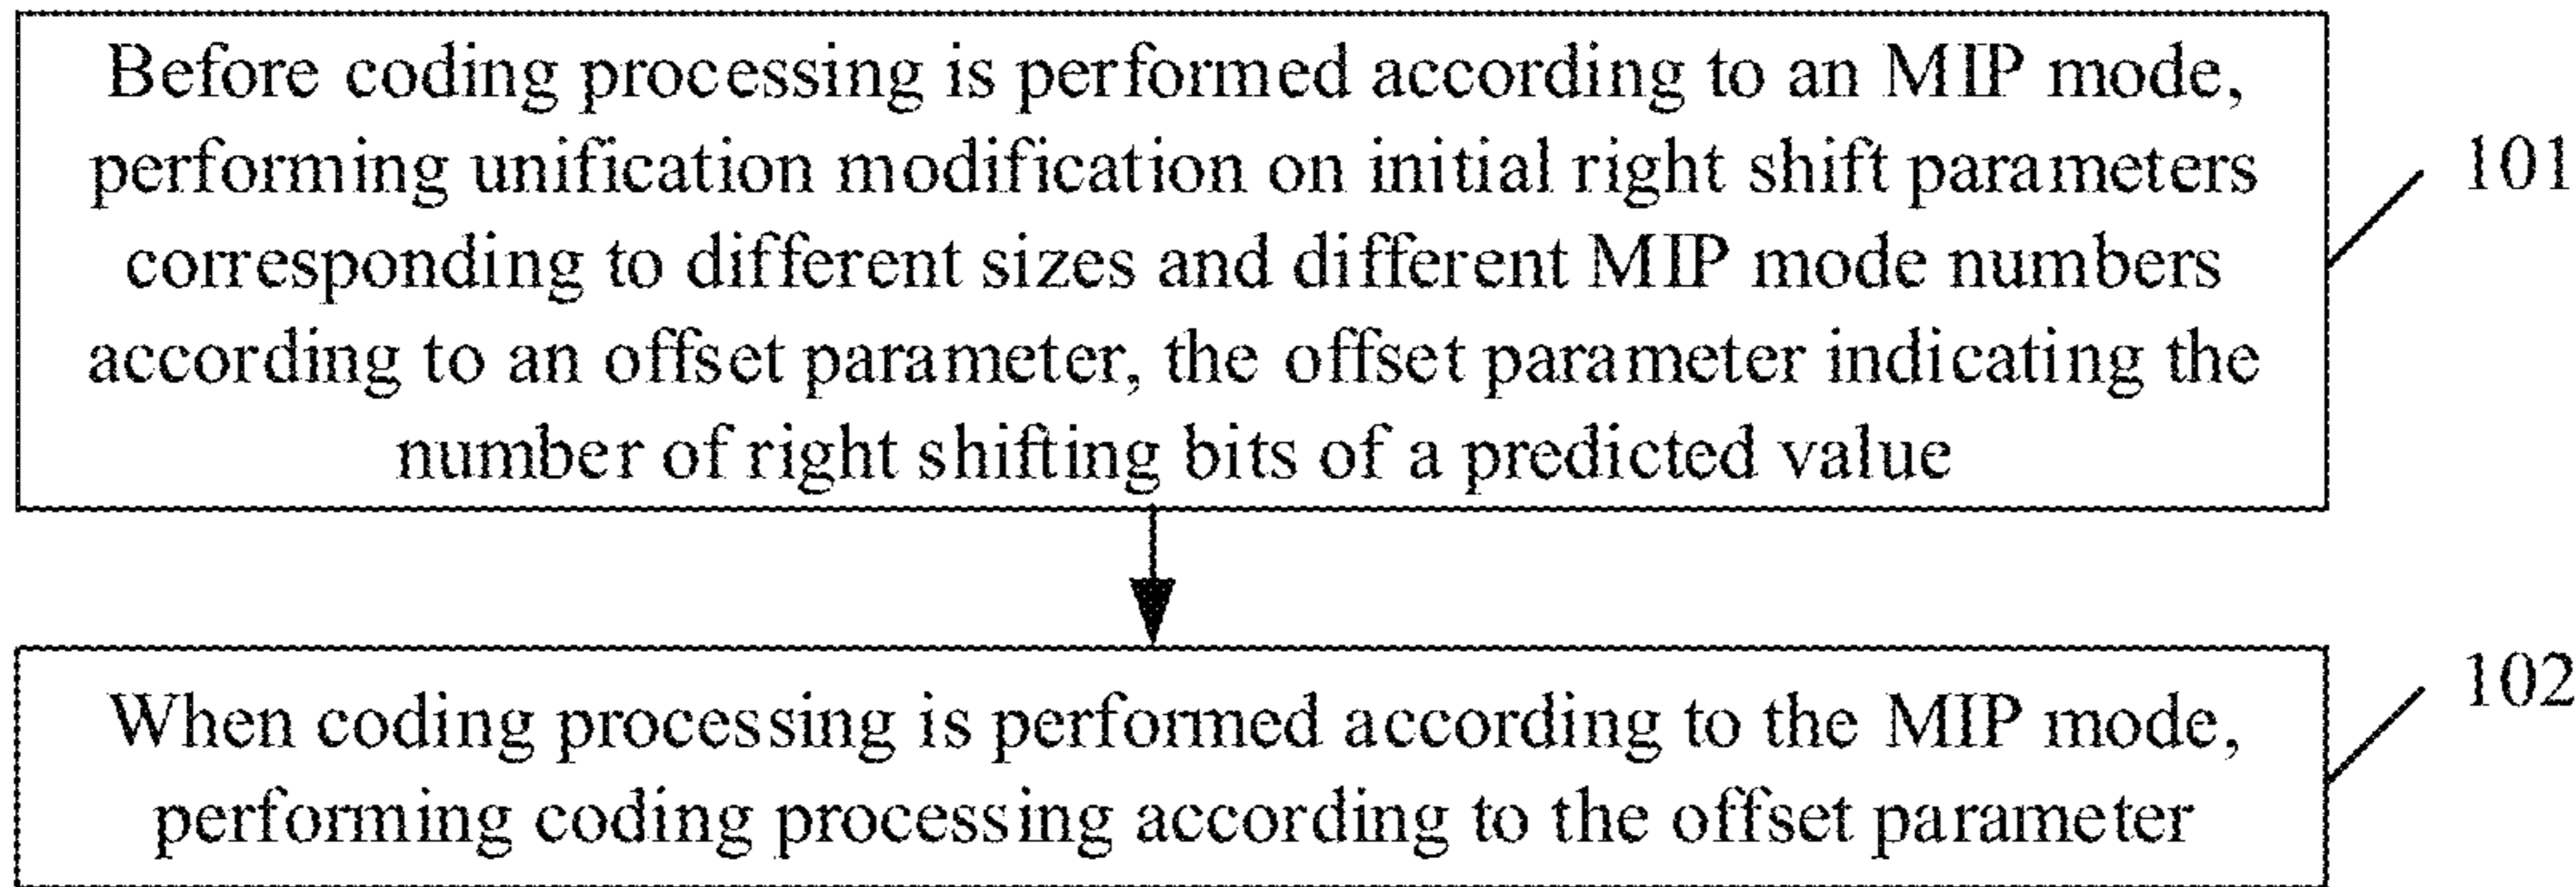 Before coding processing is performed according to an MIP mode,
performing unification modification on initial right shift parameters
corresponding to different sizes and different MIP mode numbers
according to an offset parameter, the offset parameter indicating the
number of right shifting bits of a predicted value
101
When coding processing is performed according to the MIP mode,
performing coding processing according to the offset parameter
102